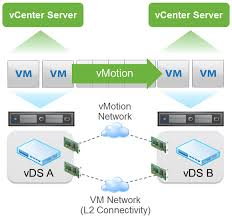 vCenter Server
vCenter Server
VM
VM
vMotion
VM
VM
vMotion
Network
vDS A
vDS B
VM Network
(L2 Connectivity)